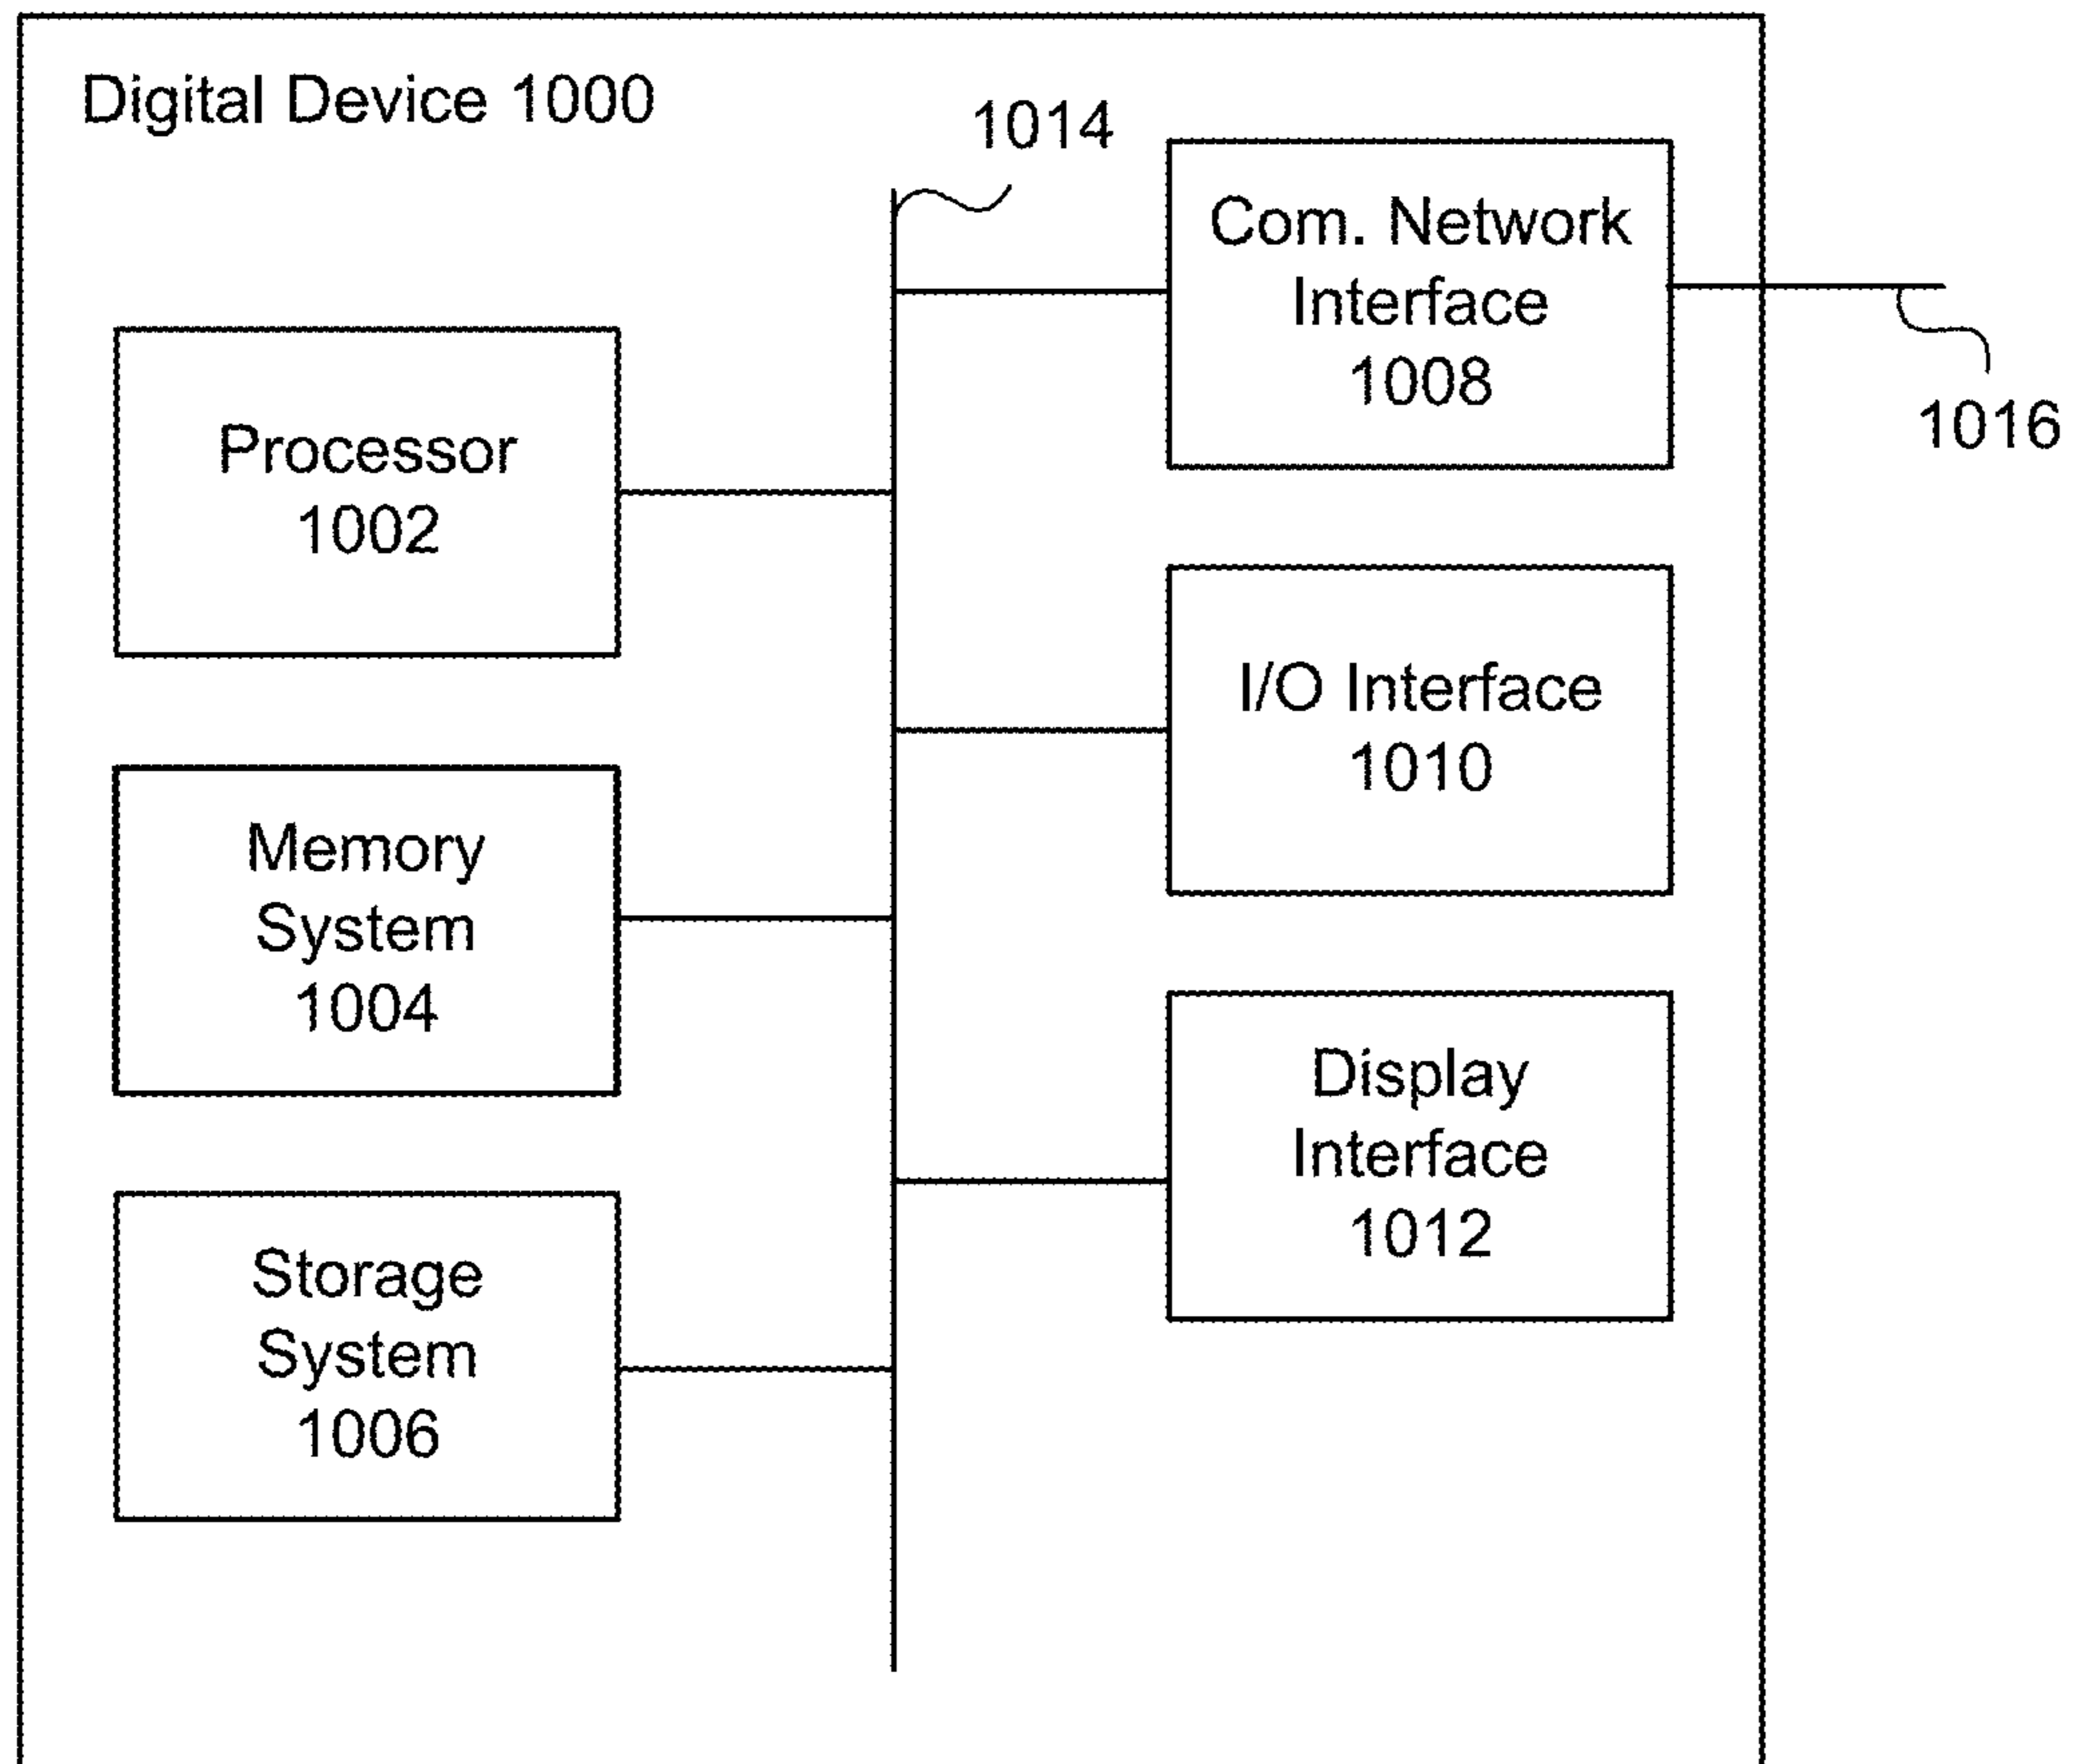 Digital Device 1000
1014
Com. Network
Interface
1008
1016
Processor
1002
I/O Interface
1010
Memory
System
1004
Display
Interface
1012
Storage
System
1006